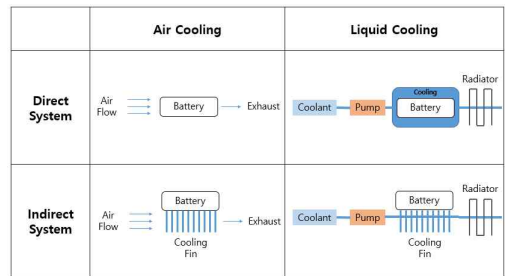 Air Cooling
Liquid Cooling
Direct
System
Air
Flow
Battery
Exhaust
Coolant
Pump
Cooling
Battery
Radiator
Indirect
System
Air
Flow
Battery
Exhaust
Cooling
Fin
Coolant
Pump
Battery
Radiator
Cooling
Fin